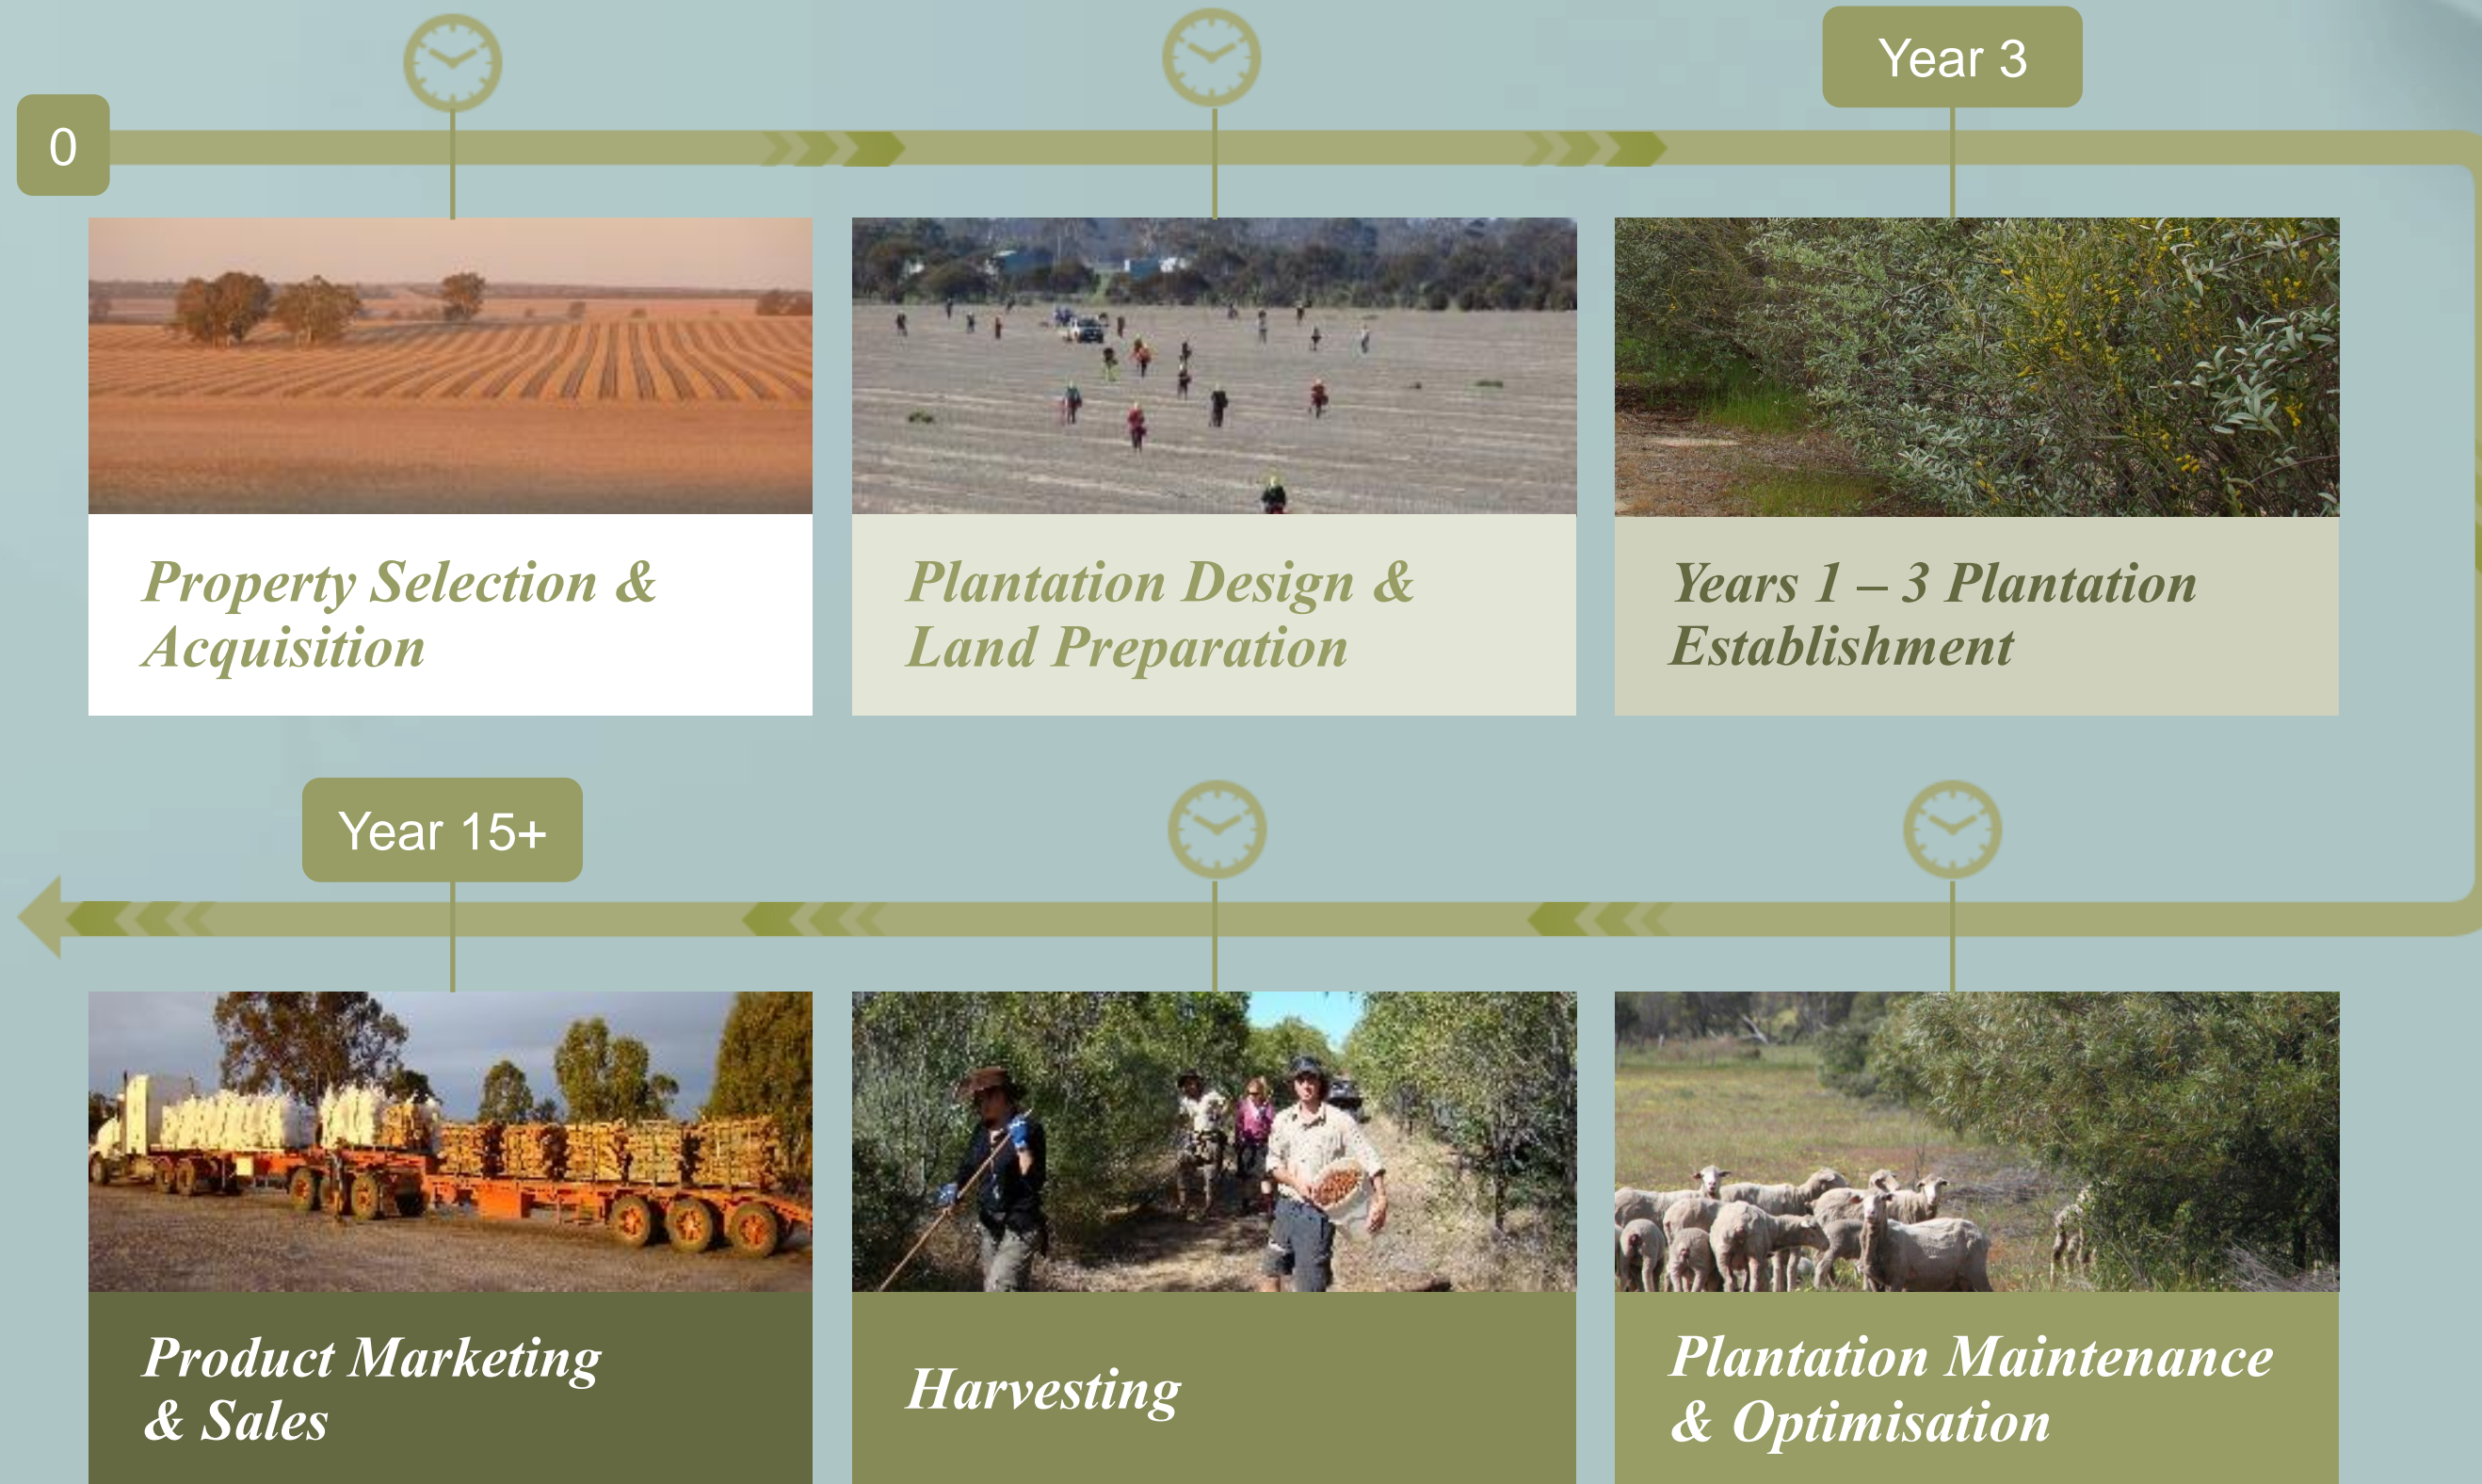 0
Year 3
Property Selection &
Acquisition
Plantation Design &
Land Preparation
Years 1 – 3 Plantation
Establishment
Year 15+
Product Marketing
& Sales
Harvesting
Plantation Maintenance
& Optimisation